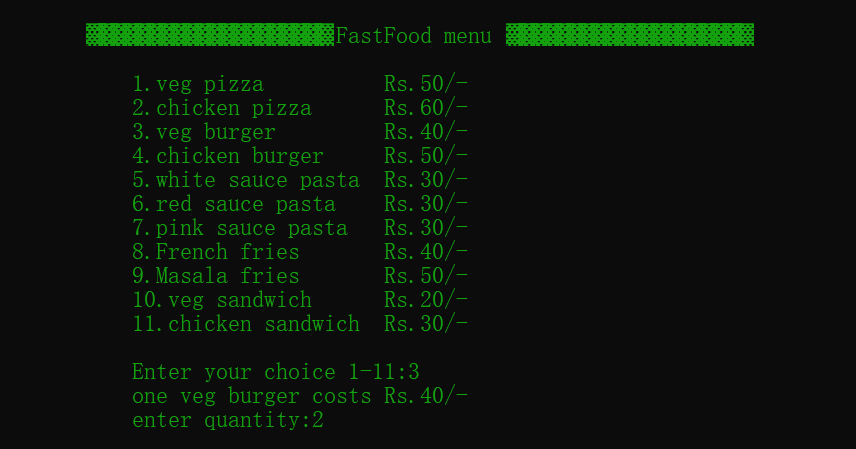 FastFood menu
1.veg pizza Rs.50/-
2.chicken pizza Rs.60/-
3.veg burger Rs.40/-
4.chicken burger Rs.50/-
5.white sauce pasta Rs.30/-
6.red sauce pasta Rs.30/-
7.pink sauce pasta Rs.30/-
8.French fries Rs.40/-
9.Masala fries Rs.50/-
10.veg sandwich Rs.20/-
11.chicken sandwich Rs.30/-
Enter your choice 1-11:3
one veg burger costs Rs.40/-
enter quantity:2